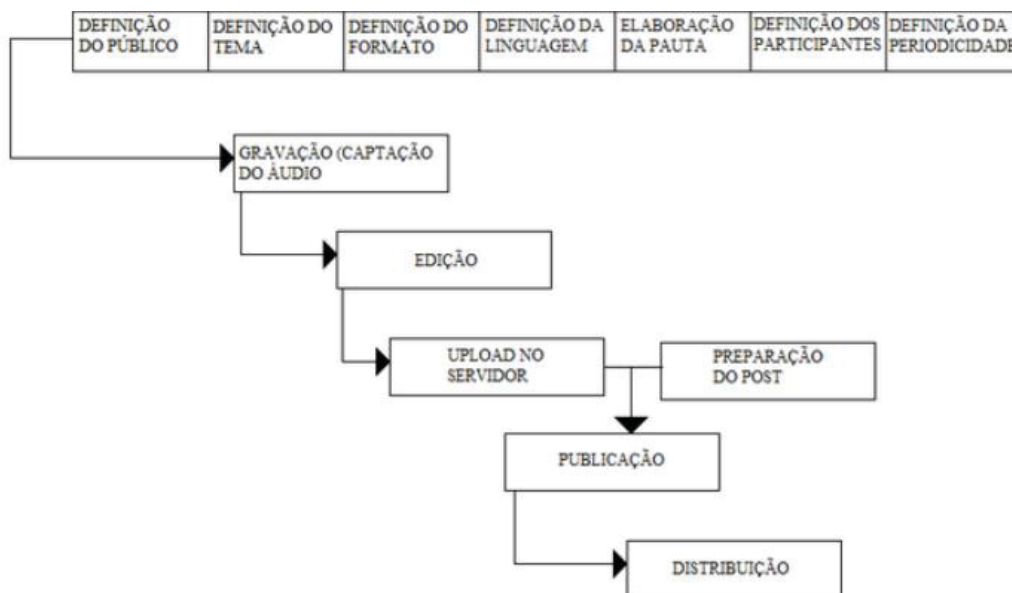 DEFINIÇÃO
DO PÚBLICO
DEFINIÇÃO DO
TEMA
DEFINIÇÃO DO
FORMATO
DEFINIÇÃO DA
LINGUAGEM
ELABORAÇÃO
DA PAUTA
DEFINIÇÃO DOS
PARTICIPANTES
DEFINIÇÃO DA
PERIODICIDADE
GRAVAÇÃO (CAPTAÇÃO
DO ÁUDIO
EDIÇÃO
UPLOAD NO
SERVIDOR
PREPARAÇÃO
DO POST
PUBLICAÇÃO
DISTRIBUIÇÃO